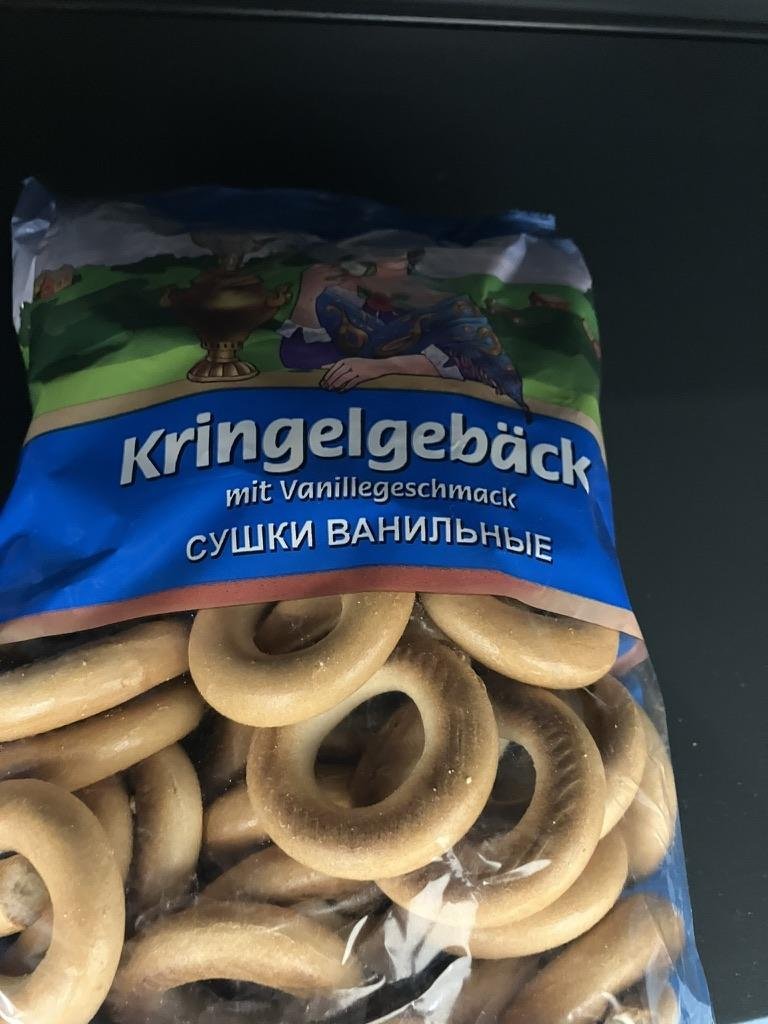 Kringelgebäck
mit Vanillegeschmack
СУШКИ ВАНИЛЬНЫЕ